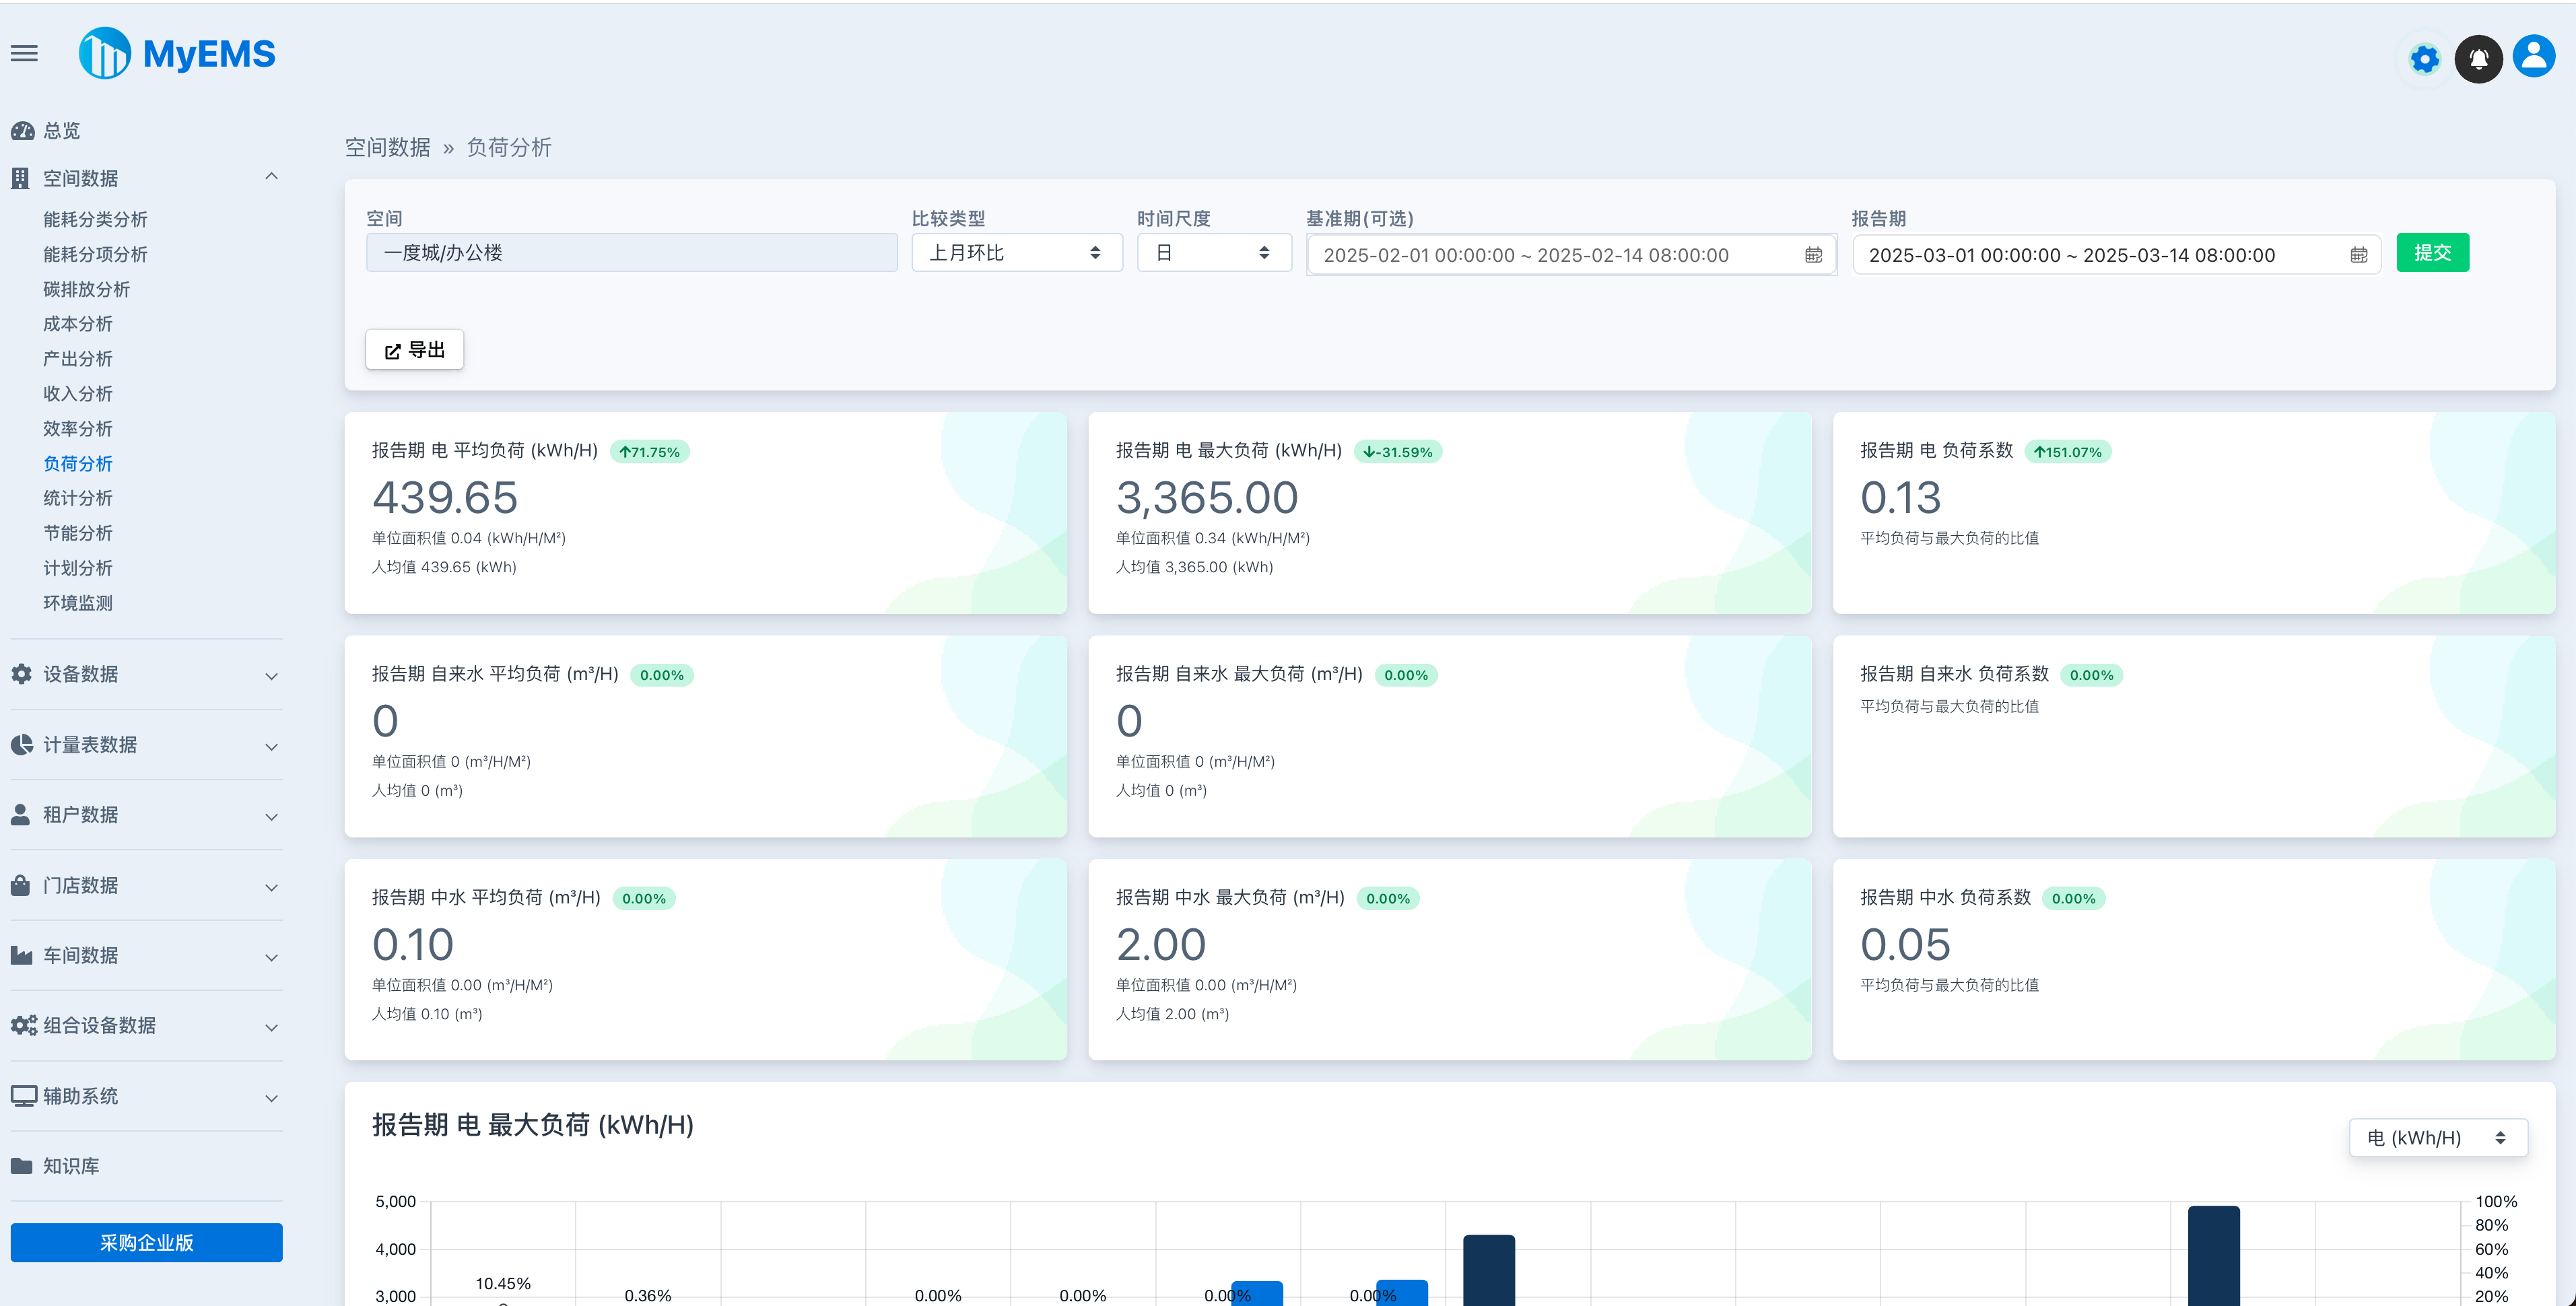 MyEMS
总览
空间数据
能耗分类分析
能耗分项分析
碳排放分析
成本分析
产出分析
收入分析
效率分析
负荷分析
统计分析
节能分析
计划分析
环境监测
设备数据
计量表数据
租户数据
门店数据
车间数据
组合设备数据
辅助系统
知识库
采购企业版
空间数据 » 负荷分析
空间 比较类型 时间尺度 基准期(可选) 报告期
一度城/办公楼 上月环比 日 2025-02-01 00:00:00 ~ 2025-02-14 08:00:00 2025-03-01 00:00:00 ~ 2025-03-14 08:00:00 提交
导出
报告期 电 平均负荷 (kWh/H) 71.75%
439.65
单位面积值 0.04 (kWh/H/M²)
人均值 439.65 (kWh)
报告期 电 最大负荷 (kWh/H) -31.59%
3,365.00
单位面积值 0.34 (kWh/H/M²)
人均值 3,365.00 (kWh)
报告期 电 负荷系数 151.07%
0.13
平均负荷与最大负荷的比值
报告期 自来水 平均负荷 (m³/H) 0.00%
0
单位面积值 0 (m³/H/M²)
人均值 0 (m³)
报告期 自来水 最大负荷 (m³/H) 0.00%
0
单位面积值 0 (m³/H/M²)
人均值 0 (m³)
报告期 自来水 负荷系数 0.00%
平均负荷与最大负荷的比值
报告期 中水 平均负荷 (m³/H) 0.00%
0.10
单位面积值 0.00 (m³/H/M²)
人均值 0.10 (m³)
报告期 中水 最大负荷 (m³/H) 0.00%
2.00
单位面积值 0.00 (m³/H/M²)
人均值 2.00 (m³)
报告期 中水 负荷系数 0.00%
0.05
平均负荷与最大负荷的比值
报告期 电 最大负荷 (kWh/H)
电 (kWh/H)
5,000 100%
80%
4,000 60%
10.45% 40%
3,000 0.36% 0.00% 0.00% 0.00% 0.00% 20%